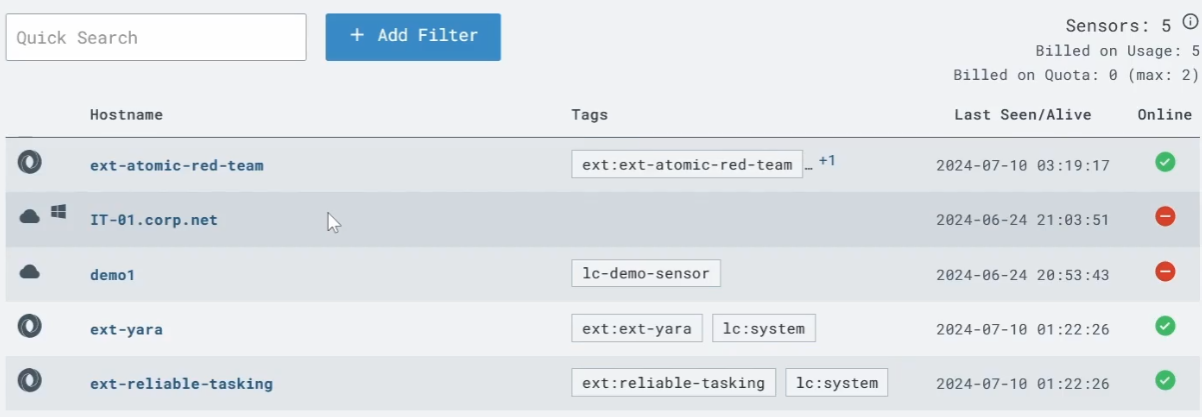 Quick Search
+ Add Filter
Sensors: 5
Billed on Usage: 5
Billed on Quota: 0 (max: 2)
Hostname Tags Last Seen/Alive Online
ext-atomic-red-team ext:ext-atomic-red-team … +1 2024-07-10 03:19:17
IT-01.corp.net 2024-06-24 21:03:51
demo1 lc-demo-sensor 2024-06-24 20:53:43
ext-yara ext:ext-yara lc:system 2024-07-10 01:22:26
ext-reliable-tasking ext:reliable-tasking lc:system 2024-07-10 01:22:26